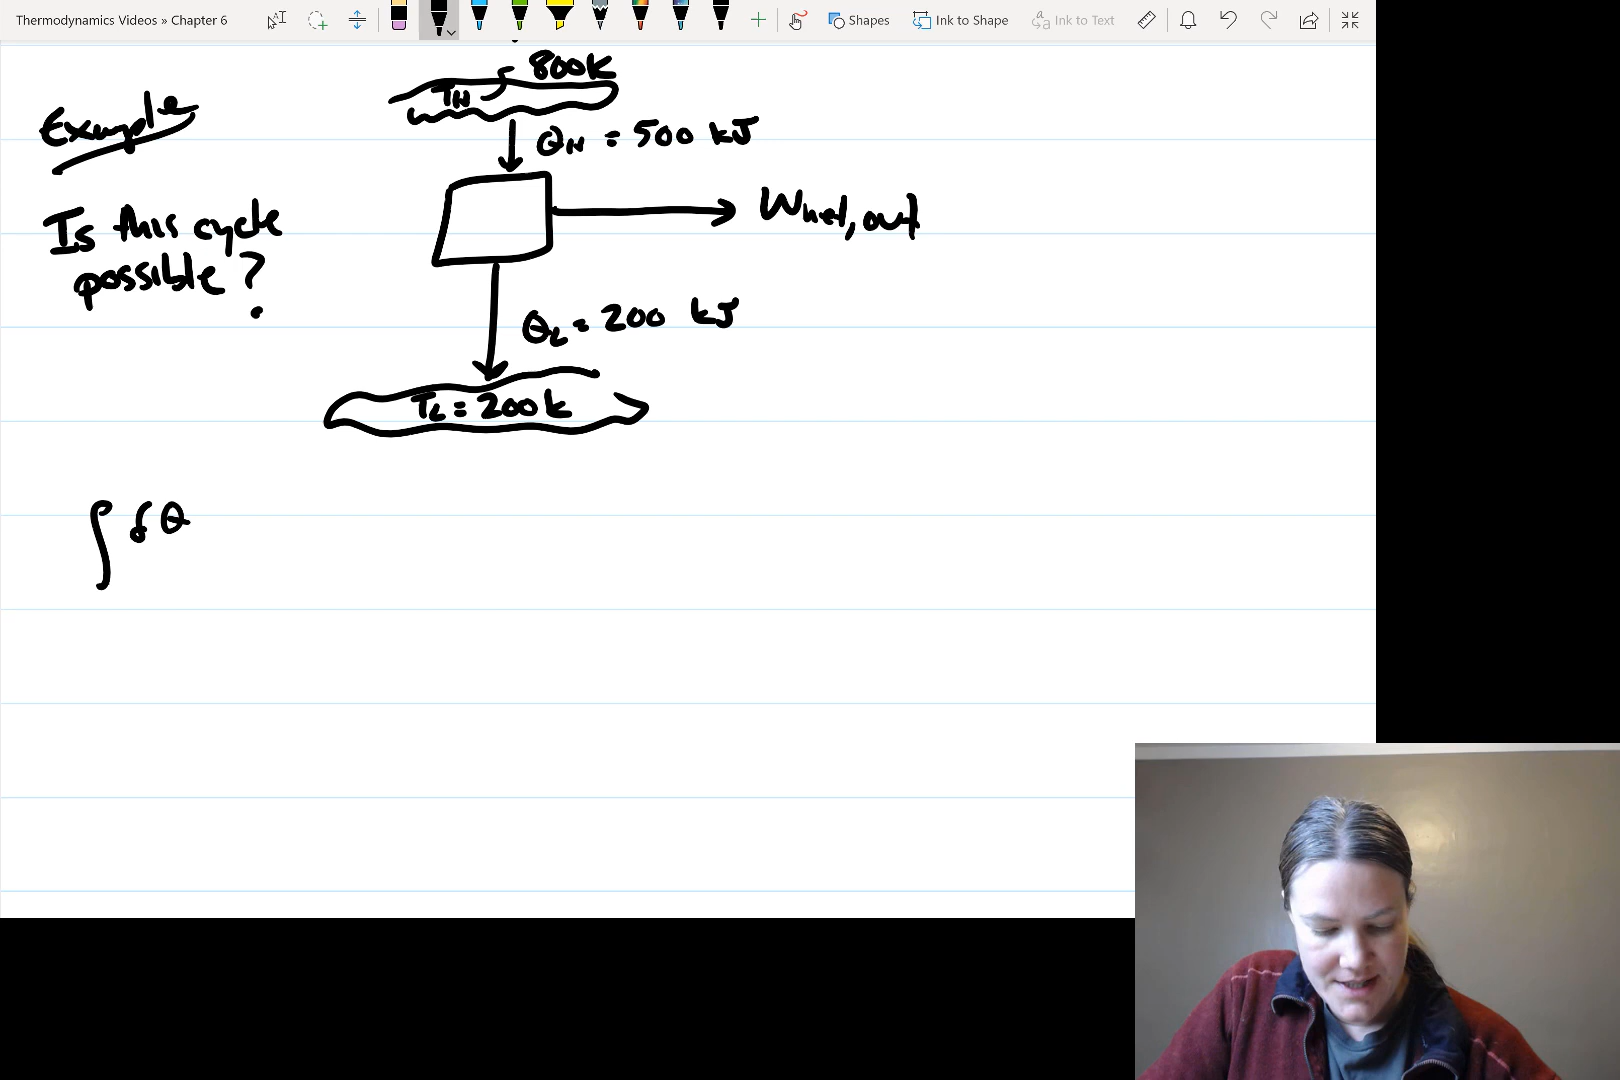 Thermodynamics Videos » Chapter 6
Shapes
Ink to Shape
Ink to Text
800K
TH
Example
QH = 500 kJ
Is this cycle
possible?
Wnet, out
QL = 200 kJ
TL = 200K
∫ δQ